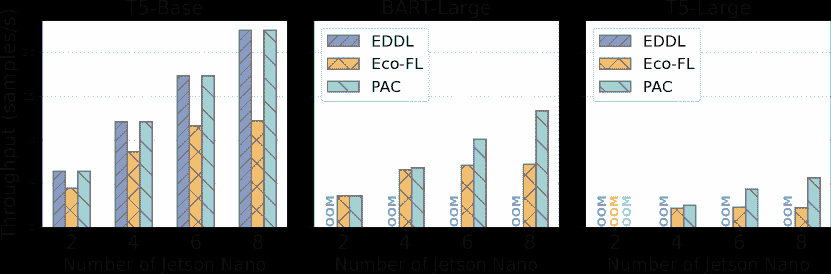 T5-Base
BART-Large
T5-Large
Throughput (samples/s)
EDDL
Eco-FL
PAC
EDDL
Eco-FL
PAC
OOM
OOM
OOM
OOM
OOM
OOM
OOM
OOM
OOM
OOM
2
4
6
8
2
4
6
8
2
4
6
8
Number of Jetson Nano
Number of Jetson Nano
Number of Jetson Nano